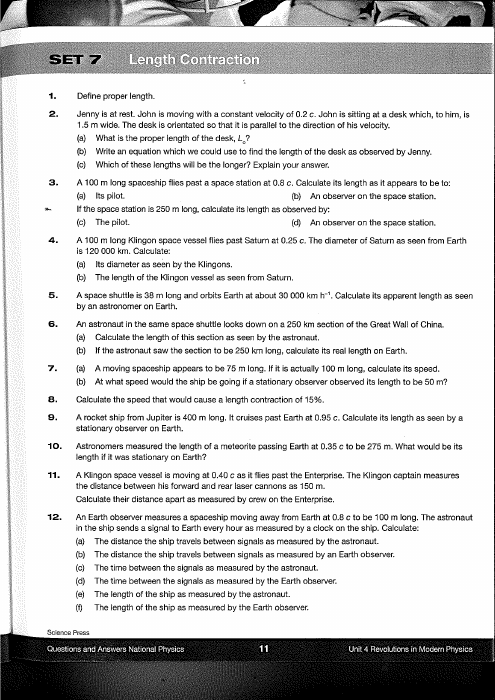 SET 7 Length Contraction
1. Define proper length.
2. Jenny is at rest. John is moving with a constant velocity of 0.2 c. John is sitting at a desk which, to him, is
1.5 m wide. The desk is orientated so that it is parallel to the direction of his velocity.
(a) What is the proper length of the desk, L₀?
(b) Write an equation which we could use to find the length of the desk as observed by Jenny.
(c) Which of these lengths will be the longer? Explain your answer.
3. A 100 m long spaceship flies past a space station at 0.8 c. Calculate its length as it appears to be to:
(a) Its pilot. (b) An observer on the space station.
If the space station is 250 m long, calculate its length as observed by:
(c) The pilot. (d) An observer on the space station.
4. A 100 m long Klingon space vessel flies past Saturn at 0.25 c. The diameter of Saturn as seen from Earth
is 120 000 km. Calculate:
(a) Its diameter as seen by the Klingons.
(b) The length of the Klingon vessel as seen from Saturn.
5. A space shuttle is 38 m long and orbits Earth at about 30 000 km h⁻¹. Calculate its apparent length as seen
by an astronomer on Earth.
6. An astronaut in the same space shuttle looks down on a 250 km section of the Great Wall of China.
(a) Calculate the length of this section as seen by the astronaut.
(b) If the astronaut saw the section to be 250 km long, calculate its real length on Earth.
7. (a) A moving spaceship appears to be 75 m long. If it is actually 100 m long, calculate its speed.
(b) At what speed would the ship be going if a stationary observer observed its length to be 50 m?
8. Calculate the speed that would cause a length contraction of 15%.
9. A rocket ship from Jupiter is 400 m long. It cruises past Earth at 0.95 c. Calculate its length as seen by a
stationary observer on Earth.
10. Astronomers measured the length of a meteorite passing Earth at 0.35 c to be 275 m. What would be its
length if it was stationary on Earth?
11. A Klingon space vessel is moving at 0.40 c as it flies past the Enterprise. The Klingon captain measures
the distance between his forward and rear laser cannons as 150 m.
Calculate their distance apart as measured by crew on the Enterprise.
12. An Earth observer measures a spaceship moving away from Earth at 0.8 c to be 100 m long. The astronaut
in the ship sends a signal to Earth every hour as measured by a clock on the ship. Calculate:
(a) The distance the ship travels between signals as measured by the astronaut.
(b) The distance the ship travels between signals as measured by an Earth observer.
(c) The time between the signals as measured by the astronaut.
(d) The time between the signals as measured by the Earth observer.
(e) The length of the ship as measured by the astronaut.
(f) The length of the ship as measured by the Earth observer.
Science Press
Questions and Answers National Physics 11 Unit 4 Revolutions in Modern Physics